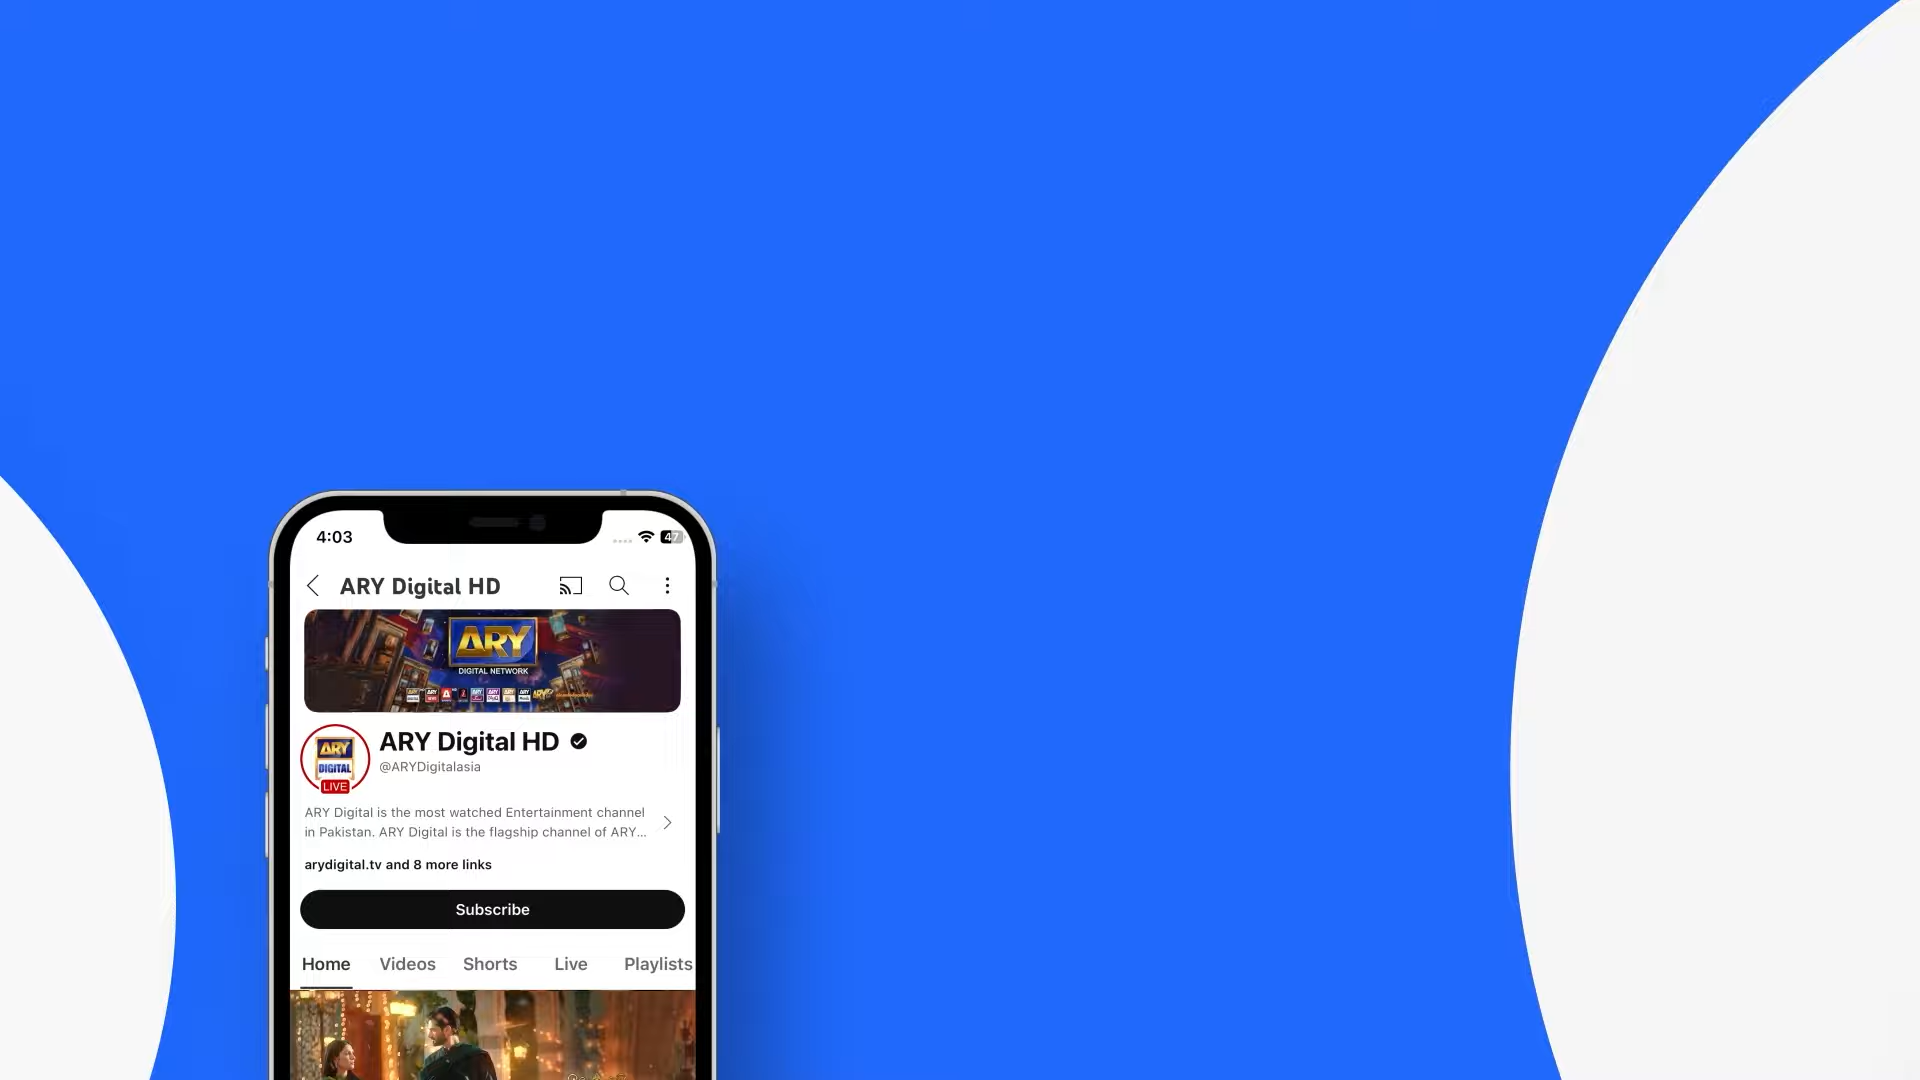 4:03
47
ARY Digital HD
ARY
DIGITAL NETWORK
ARY Digital HD
@ARYDigitalasia
ARY
DIGITAL
LIVE
ARY Digital is the most watched Entertainment channel
in Pakistan. ARY Digital is the flagship channel of ARY...
arydigital.tv and 8 more links
Subscribe
Home Videos Shorts Live Playlists